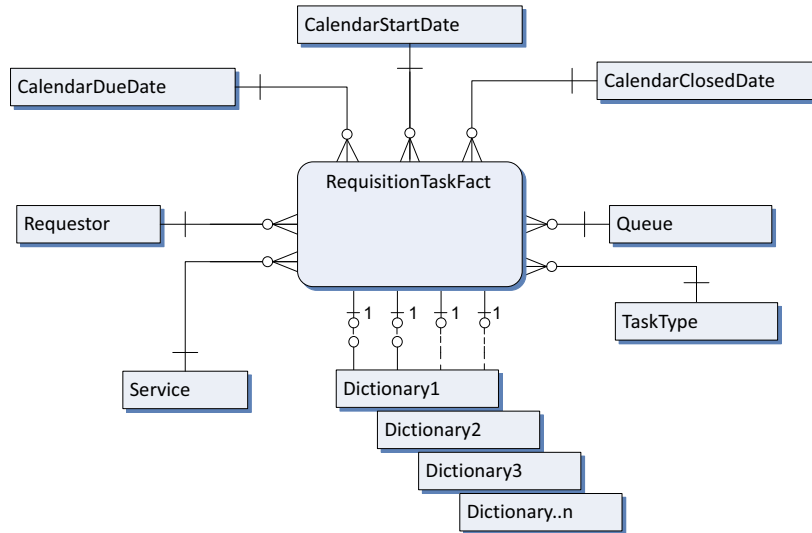 CalendarStartDate
CalendarDueDate
CalendarClosedDate
RequisitionTaskFact
Requestor
Queue
1
1
1
1
TaskType
Service
Dictionary1
Dictionary2
Dictionary3
Dictionary..n